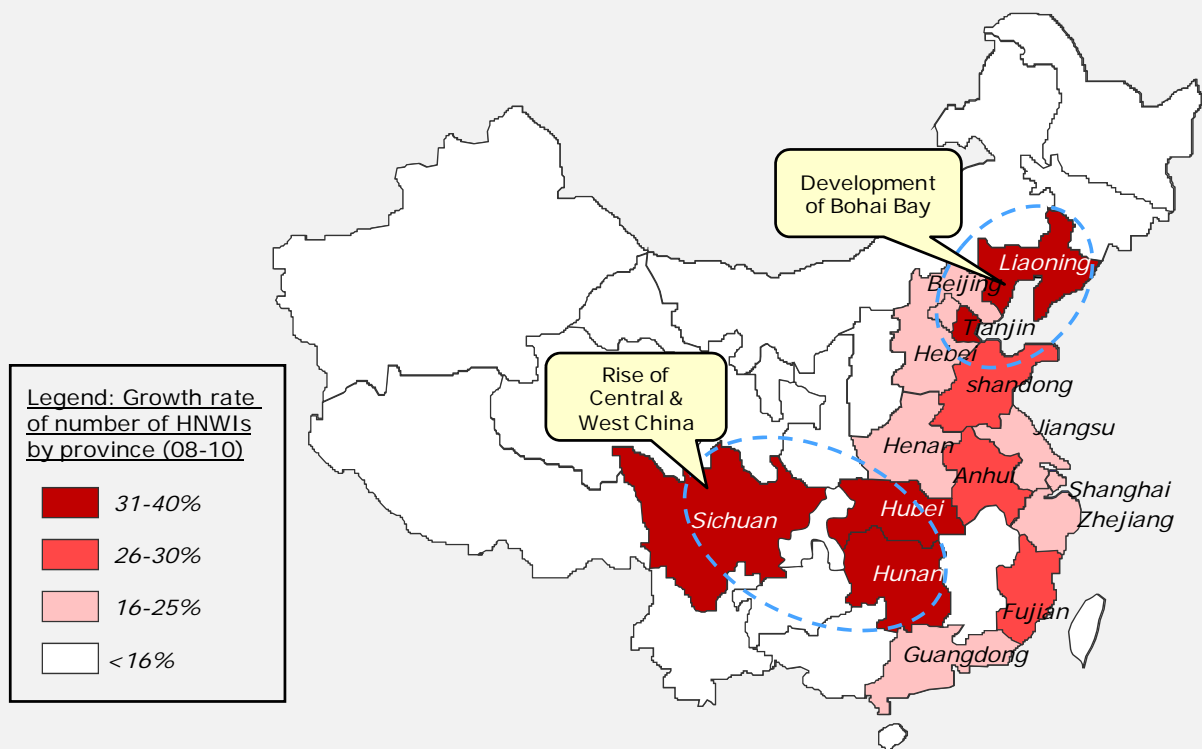 Development
of Bohai Bay
Liaoning
Beijing
Tianjin
Hebei
shandong
Rise of
Central &
West China
Legend: Growth rate
of number of HNWIs
by province (08-10)
31-40%
26-30%
16-25%
<16%
Jiangsu
Henan
Anhui
Shanghai
Zhejiang
Sichuan
Hubei
Hunan
Fujian
Guangdong